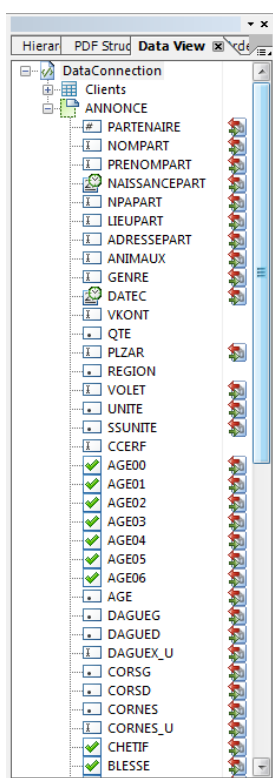 Hierar PDF Struc Data View
DataConnection
Clients
ANNONCE
PARTENAIRE
NOMPART
PRENOMPART
NAISSANCEPART
NPAPART
LIEUPART
ADRESSEPART
ANIMAUX
GENRE
DATEC
VKONT
QTE
PLZAR
REGION
VOLET
UNITE
SSUNITE
CCERF
AGE00
AGE01
AGE02
AGE03
AGE04
AGE05
AGE06
AGE
DAGUEG
DAGUED
DAGUEX_U
CORSG
CORSD
CORNES
CORNES_U
CHETIF
BLESSE